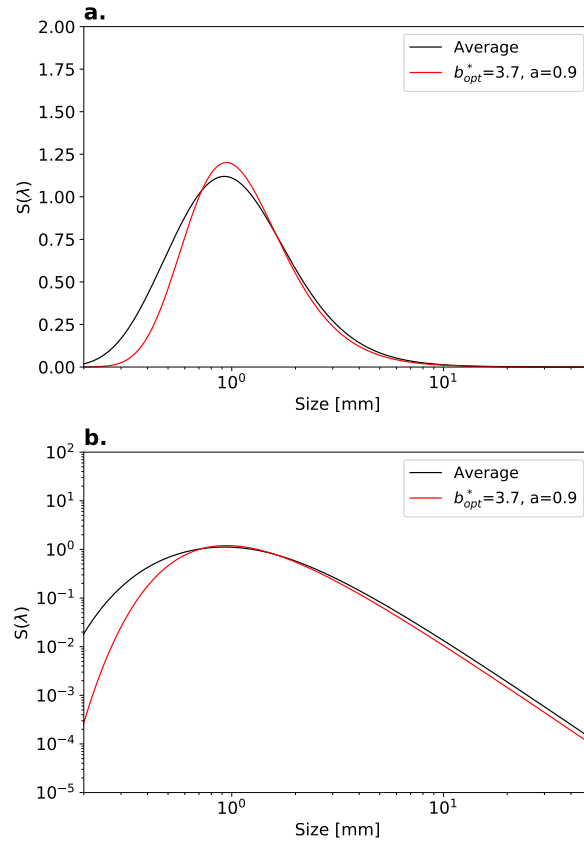 a.
2.00
1.75
1.50
1.25
1.00
0.75
0.50
0.25
0.00
S(λ)
Average
b*opt=3.7, a=0.9
10⁰
10¹
Size [mm]
b.
10²
10¹
10⁰
10⁻¹
10⁻²
10⁻³
10⁻⁴
10⁻⁵
S(λ)
Average
b*opt=3.7, a=0.9
10⁰
10¹
Size [mm]